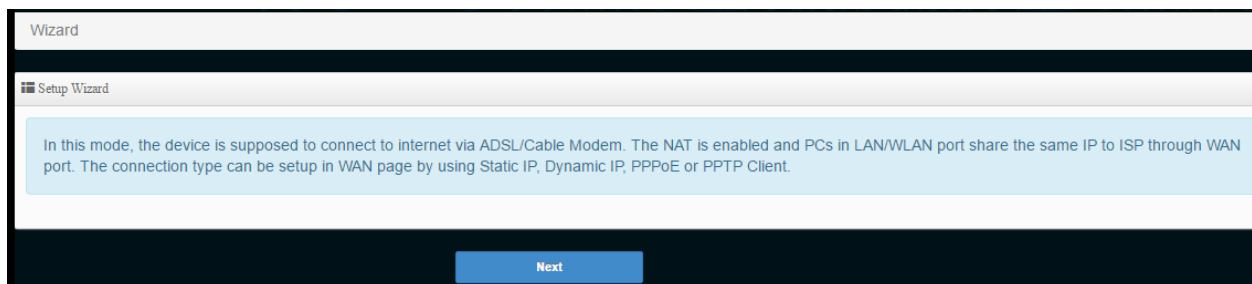 Wizard
Setup Wizard
In this mode, the device is supposed to connect to internet via ADSL/Cable Modem. The NAT is enabled and PCs in LAN/WLAN port share the same IP to ISP through WAN
port. The connection type can be setup in WAN page by using Static IP, Dynamic IP, PPPoE or PPTP Client.
Next